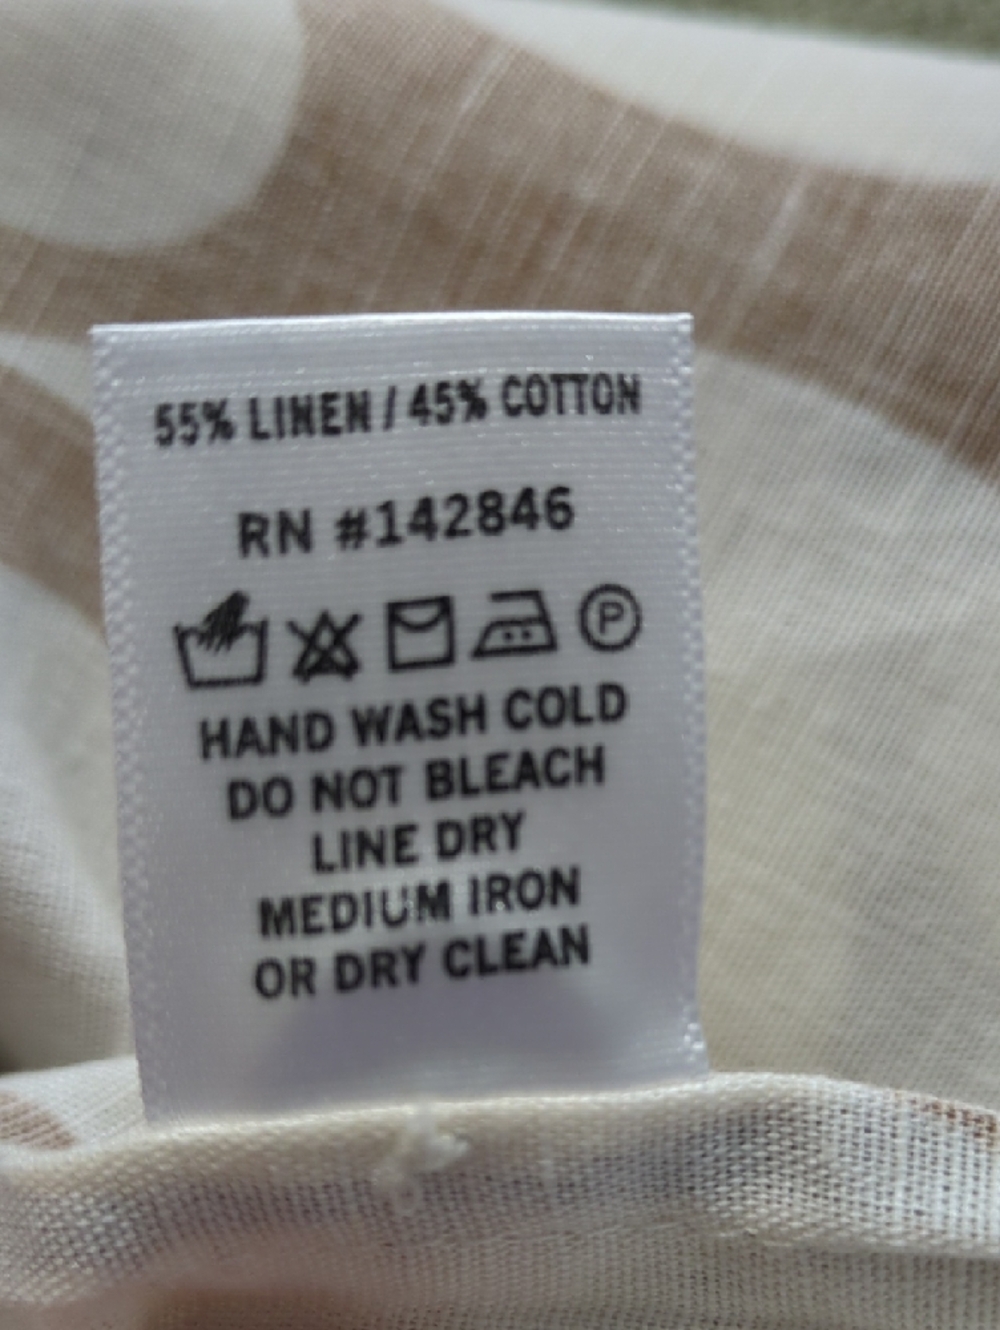 55% LINEN / 45% COTTON
RN #142846
P
HAND WASH COLD
DO NOT BLEACH
LINE DRY
MEDIUM IRON
OR DRY CLEAN